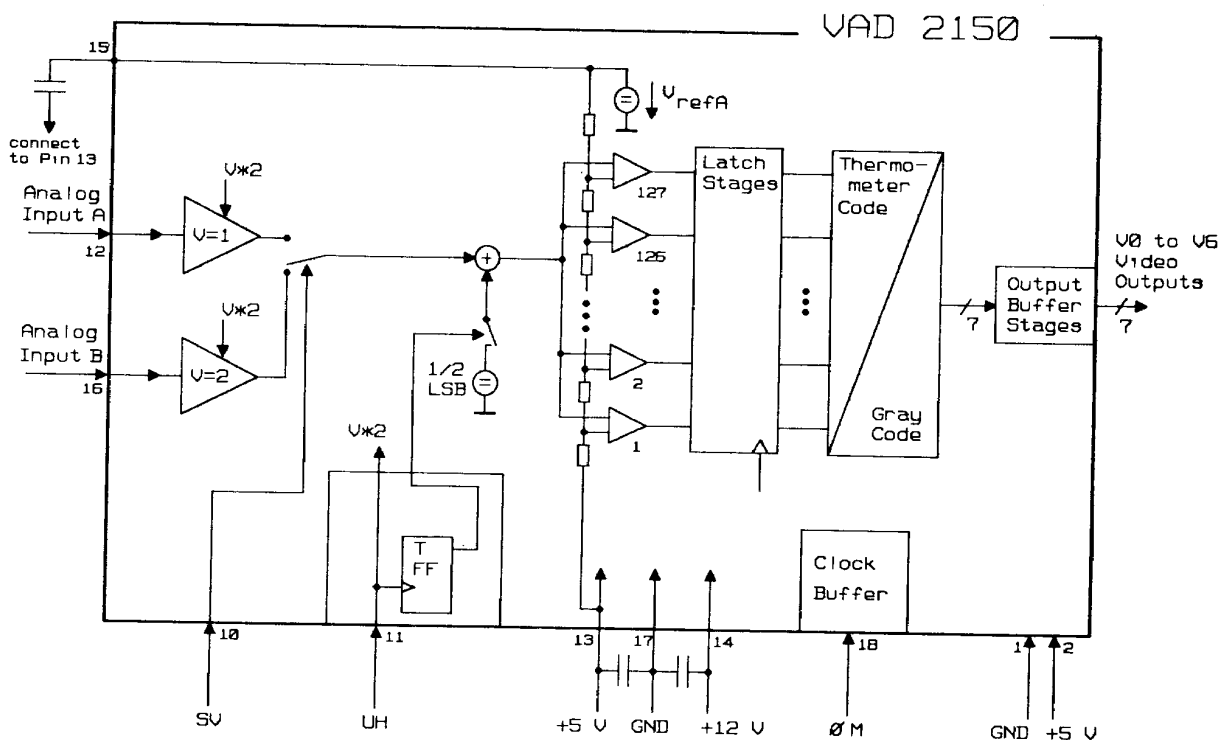 VAD 2150
15
connect
to Pin 13
VrefA
=
Analog
Input A
12
V*2
V=1
Analog
Input B
16
V*2
V=2
+
1/2
LSB
=
127
126
2
1
Latch
Stages
Thermo-
meter
Code
Gray
Code
7
Output
Buffer
Stages
7
V0 to V6
Video
Outputs
V*2
T
FF
Clock
Buffer
10
11
13
17
14
18
1
2
SV
UH
+5 V
GND
+12 V
ØM
GND
+5 V